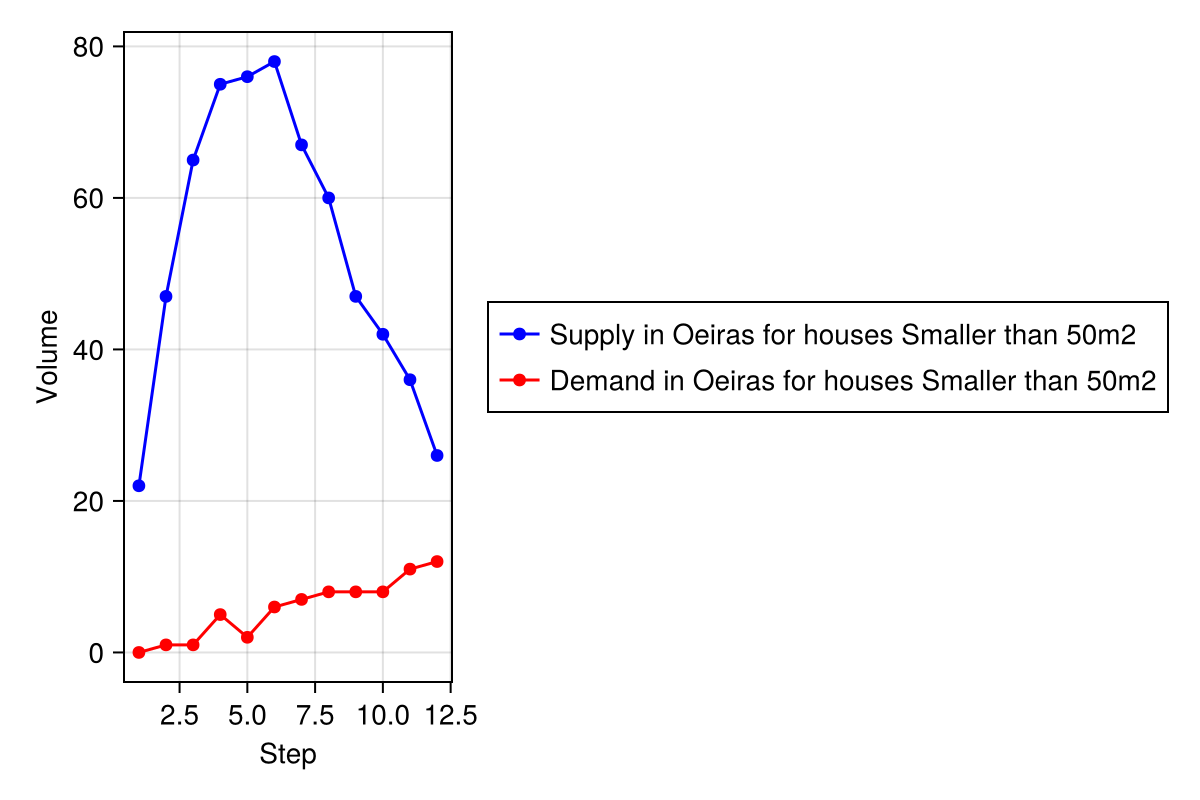 80
60
40
20
0
Volume
2.5 5.0 7.5 10.0 12.5
Step
Supply in Oeiras for houses Smaller than 50m2
Demand in Oeiras for houses Smaller than 50m2